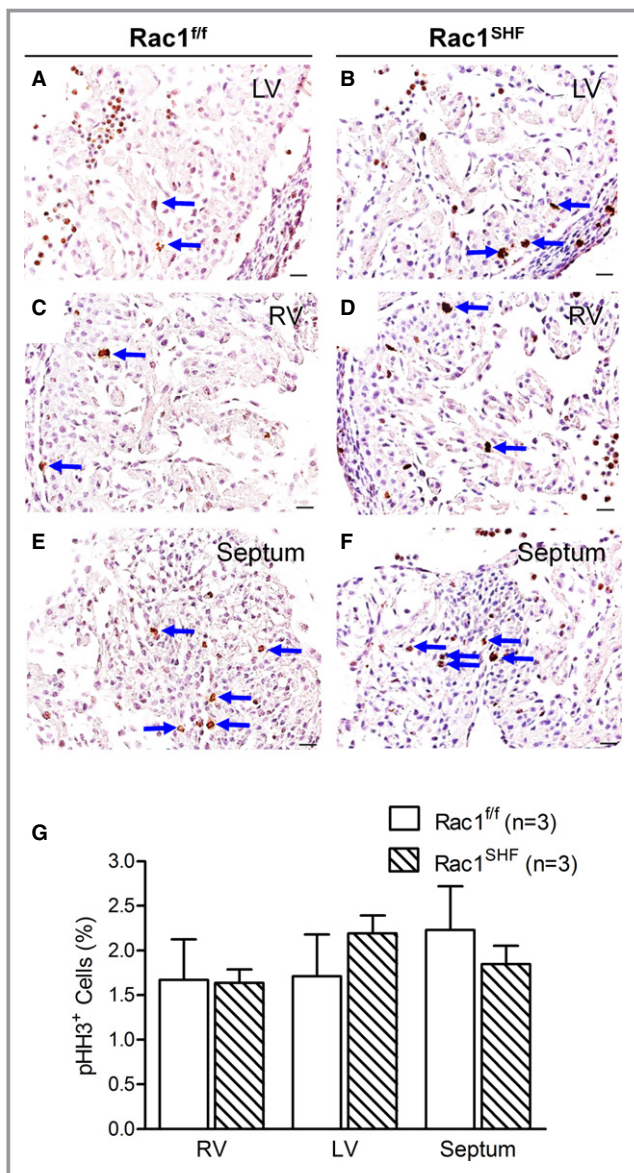 Rac1f/f Rac1SHF
A LV B LV
C RV D RV
E Septum F Septum
G
Rac1f/f (n=3)
Rac1SHF (n=3)
3.0
2.5
2.0
1.5
1.0
0.5
0.0
pHH3+ Cells (%)
RV LV Septum